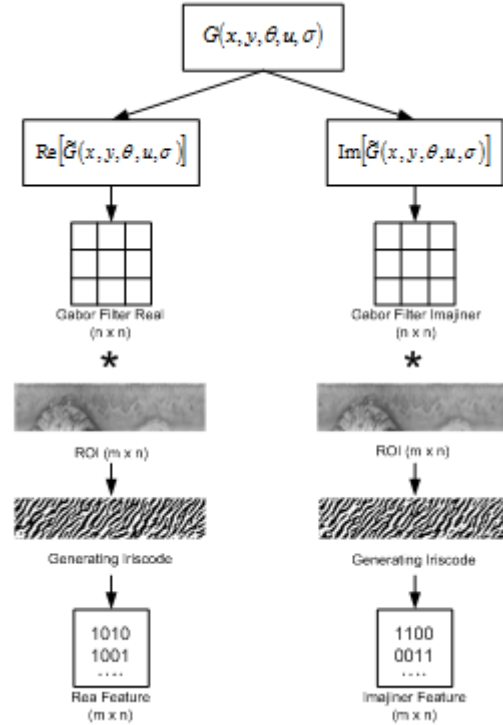 G(x, y, θ, u, σ)
Re[G̃(x, y, θ, u, σ)]
Im[G̃(x, y, θ, u, σ)]
Gabor Filter Real
(n x n)
Gabor Filter Imajiner
(n x n)
*
*
ROI (m x n)
ROI (m x n)
Generating Iriscode
Generating Iriscode
1010
1001
....
1100
0011
....
Rea Feature
(m x n)
Imajiner Feature
(m x n)